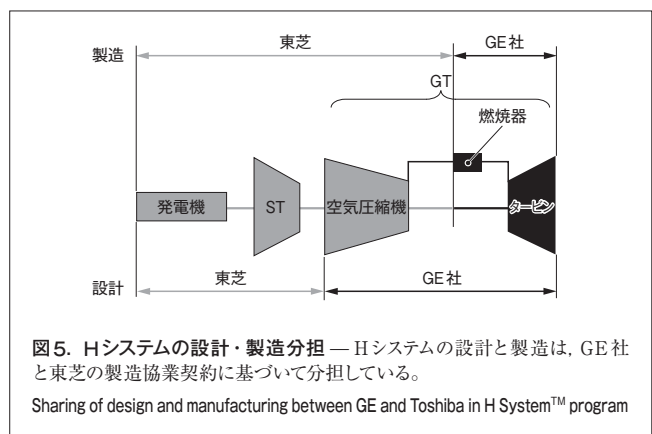 製造
東芝
GE社
GT
燃焼器
発電機
ST
空気圧縮機
タービン
設計
東芝
GE社
図5. Hシステムの設計・製造分担 — Hシステムの設計と製造は，GE社
と東芝の製造協業契約に基づいて分担している。
Sharing of design and manufacturing between GE and Toshiba in H System™ program